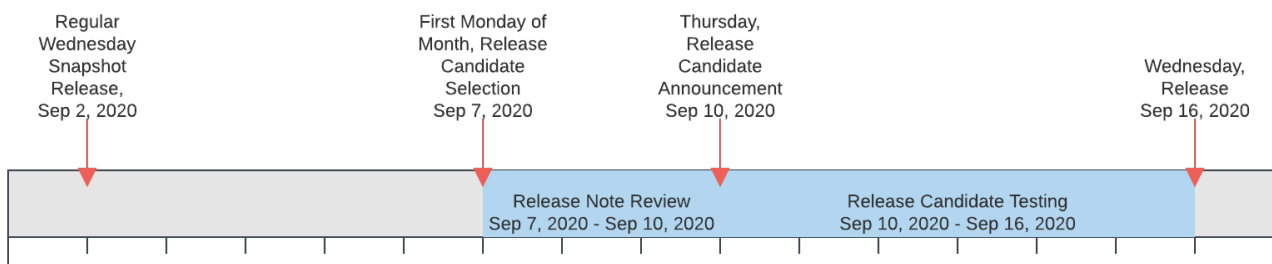 Regular
Wednesday
Snapshot
Release,
Sep 2, 2020
First Monday of
Month, Release
Candidate
Selection
Sep 7, 2020
Thursday,
Release
Candidate
Announcement
Sep 10, 2020
Wednesday,
Release
Sep 16, 2020
Release Note Review
Sep 7, 2020 - Sep 10, 2020
Release Candidate Testing
Sep 10, 2020 - Sep 16, 2020